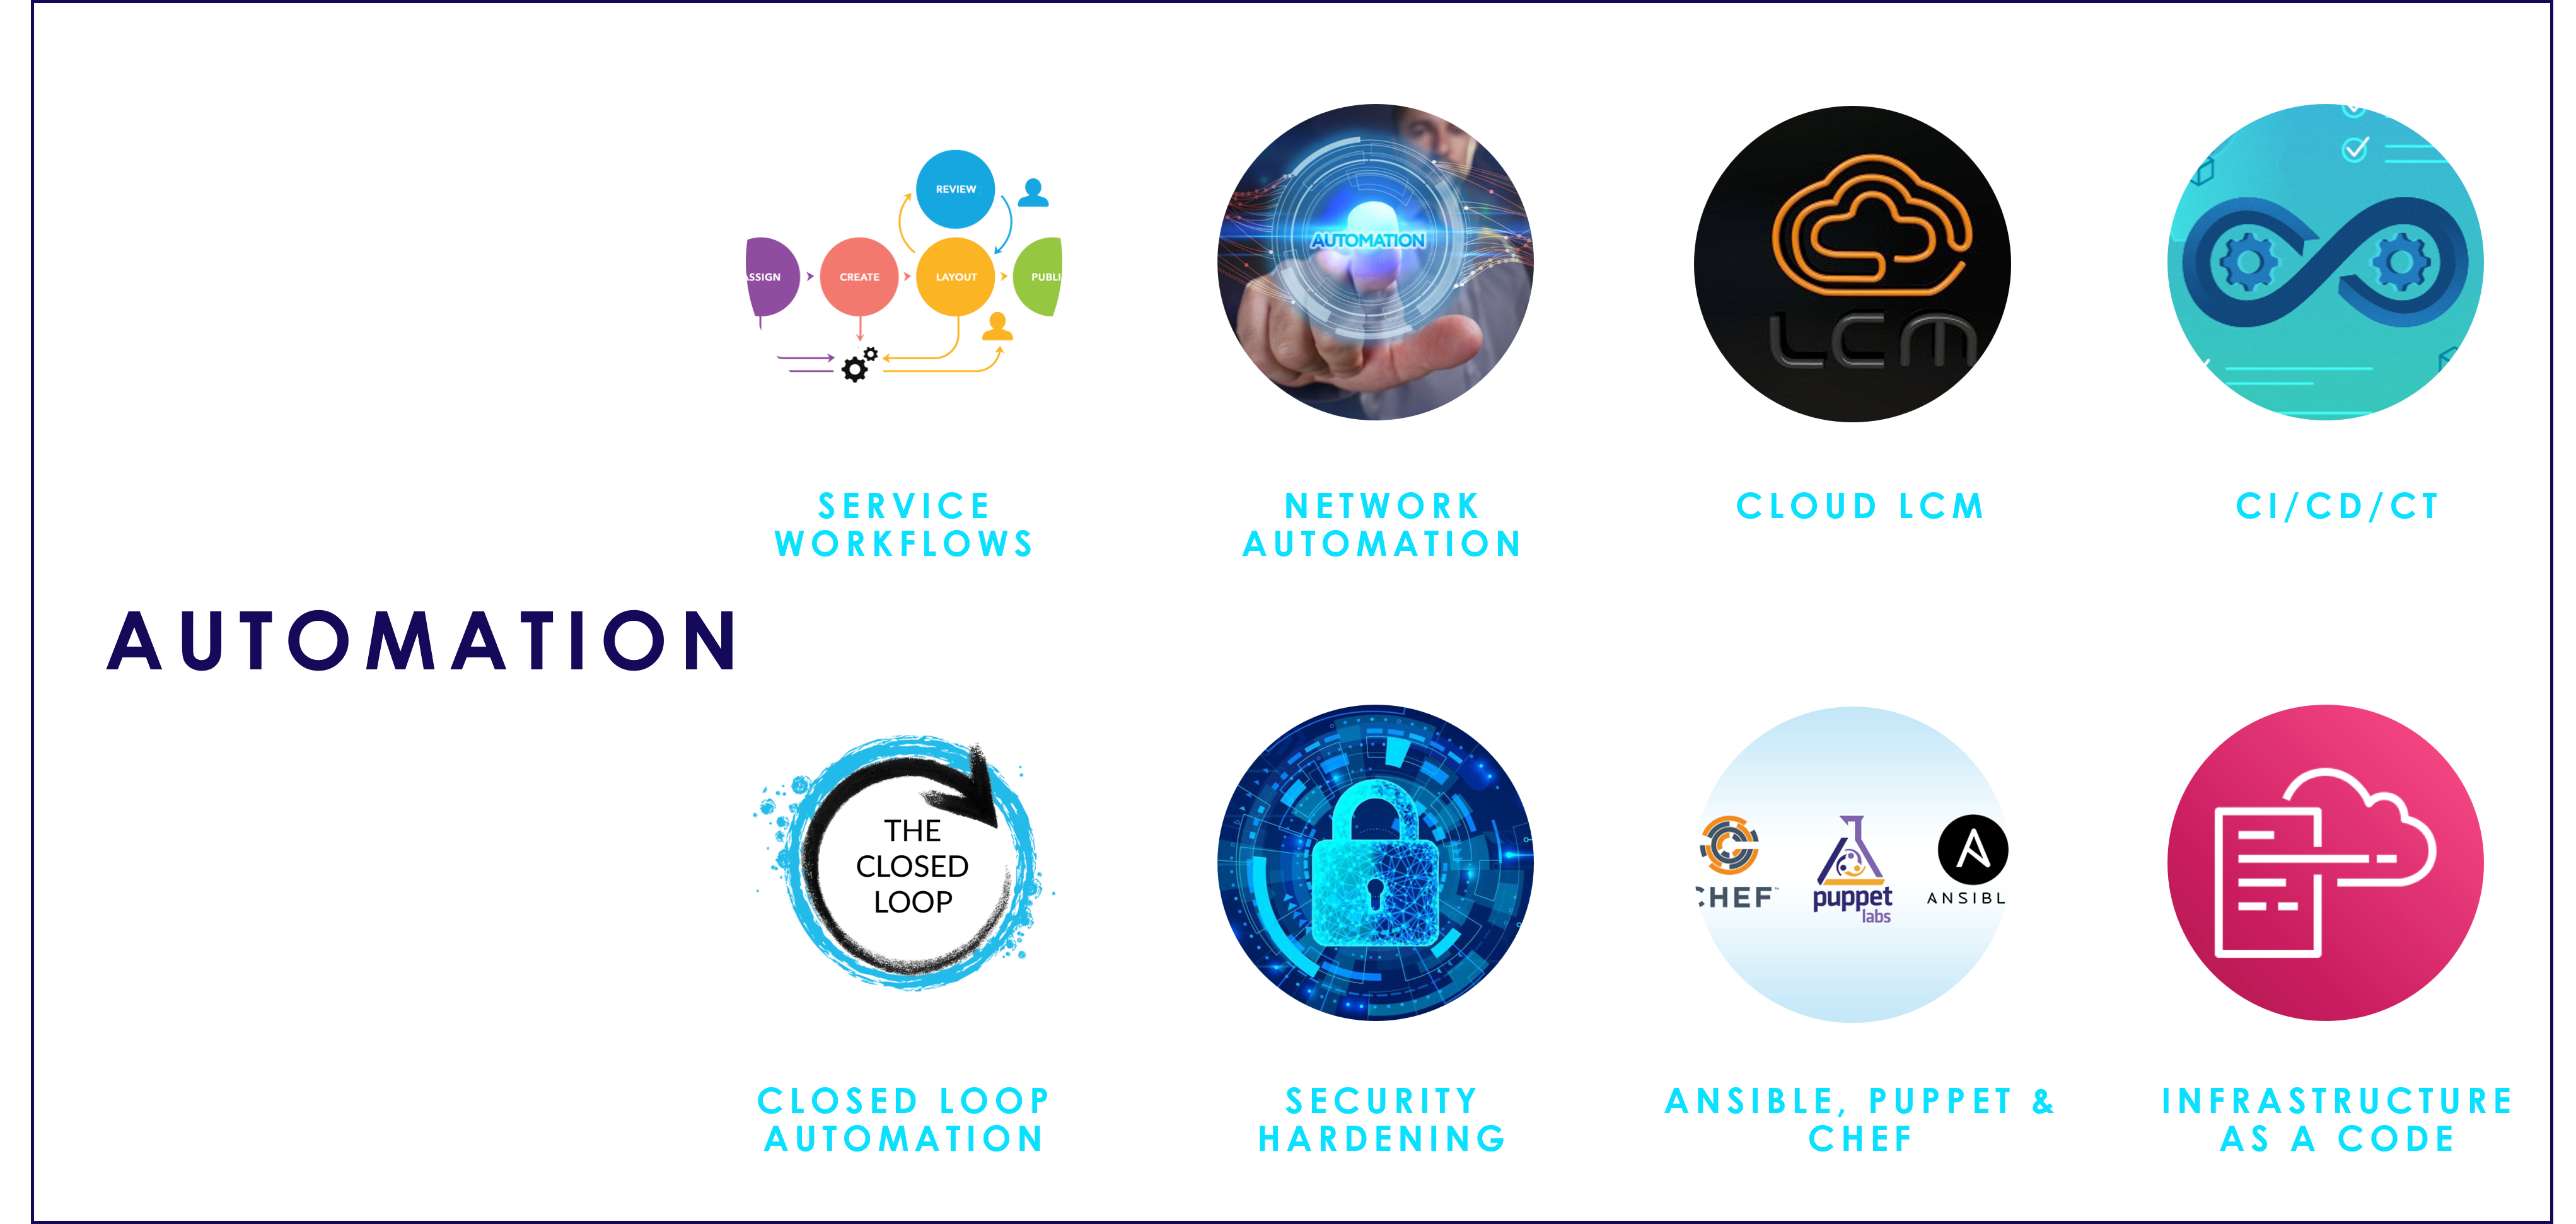 REVIEW
SSIGN
CREATE
LAYOUT
PUBLI
AUTOMATION
LCM
SERVICE
WORKFLOWS
NETWORK
AUTOMATION
CLOUD LCM
CI/CD/CT
AUTOMATION
THE
CLOSED
LOOP
CHEF™
puppet
labs
A
ANSIBL
CLOSED LOOP
AUTOMATION
SECURITY
HARDENING
ANSIBLE, PUPPET &
CHEF
INFRASTRUCTURE
AS A CODE